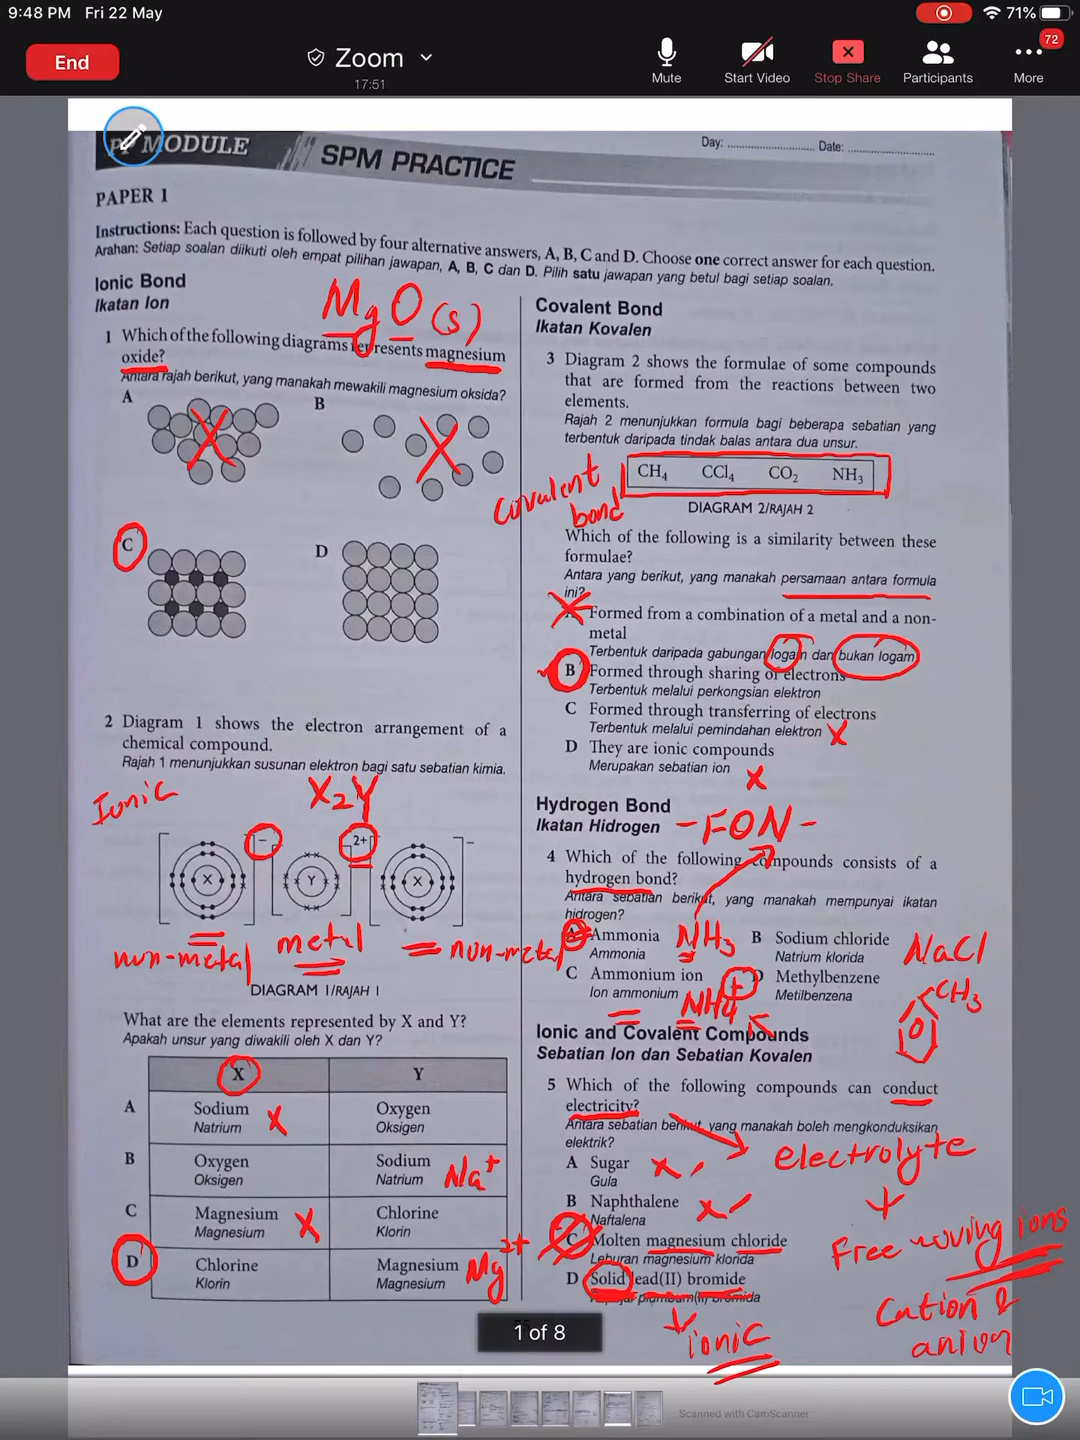 9:48 PM Fri 22 May
71%
End
Zoom
17:51
Mute
Start Video
Stop Share
Participants
72
More
PP MODULE
SPM PRACTICE
Day: ............................ Date: ............................
PAPER 1
Instructions: Each question is followed by four alternative answers, A, B, C and D. Choose one correct answer for each question.
Arahan: Setiap soalan diikuti oleh empat pilihan jawapan, A, B, C dan D. Pilih satu jawapan yang betul bagi setiap soalan.
Ionic Bond
Ikatan Ion
MgO(s)
1 Which of the following diagrams represents magnesium
oxide?
Antara rajah berikut, yang manakah mewakili magnesium oksida?
A
B
C
D
2 Diagram 1 shows the electron arrangement of a
chemical compound.
Rajah 1 menunjukkan susunan elektron bagi satu sebatian kimia.
Ionic
X₂Y
X
−
Y
2+
X
−
non-metal
metal
non-metal
DIAGRAM 1/RAJAH 1
What are the elements represented by X and Y?
Apakah unsur yang diwakili oleh X dan Y?
X
Y
A
Sodium
Natrium
X
Oxygen
Oksigen
B
Oxygen
Oksigen
Sodium
Natrium
Na⁺
C
Magnesium
Magnesium
X
Chlorine
Klorin
D
Chlorine
Klorin
Magnesium
Magnesium
Mg²⁺
Covalent Bond
Ikatan Kovalen
3 Diagram 2 shows the formulae of some compounds
that are formed from the reactions between two
elements.
Rajah 2 menunjukkan formula bagi beberapa sebatian yang
terbentuk daripada tindak balas antara dua unsur.
CH₄ CCl₄ CO₂ NH₃
Covalent
bond
DIAGRAM 2/RAJAH 2
Which of the following is a similarity between these
formulae?
Antara yang berikut, yang manakah persamaan antara formula
ini?
Formed from a combination of a metal and a non-
metal
Terbentuk daripada gabungan logam dan bukan logam
B Formed through sharing of electrons
Terbentuk melalui perkongsian elektron
C Formed through transferring of electrons
Terbentuk melalui pemindahan elektron X
D They are ionic compounds
Merupakan sebatian ion X
Hydrogen Bond
Ikatan Hidrogen
-FON-
4 Which of the following compounds consists of a
hydrogen bond?
Antara sebatian berikut, yang manakah mempunyai ikatan
hidrogen?
A Ammonia
Ammonia
NH₃
B Sodium chloride
Natrium klorida
NaCl
C Ammonium ion
Ion ammonium
NH4+
D Methylbenzene
Metilbenzena
CH₃
Ionic and Covalent Compounds
Sebatian Ion dan Sebatian Kovalen
5 Which of the following compounds can conduct
electricity?
Antara sebatian berikut, yang manakah boleh mengkonduksikan
elektrik?
electrolyte
A Sugar X
Gula
B Naphthalene X
Naftalena
Free moving ions
C Molten magnesium chloride
Leburan magnesium klorida
D Solid lead(II) bromide
plumbum(II) bromida
ionic
Cation &
anion
1 of 8
Scanned with CamScanner